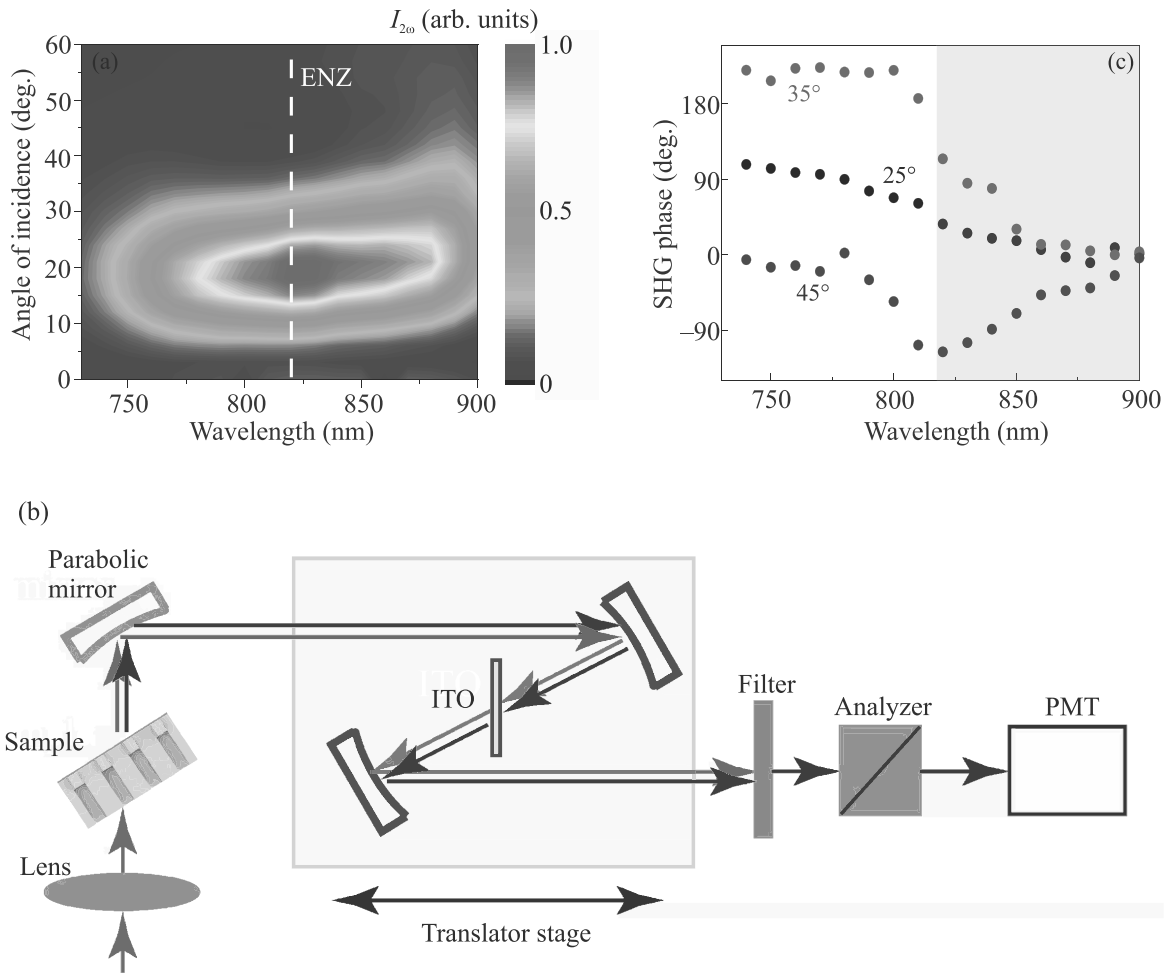 I2ω (arb. units)
(a)
ENZ
Angle of incidence (deg.)
60
50
40
30
20
10
0
750
800
850
900
Wavelength (nm)
1.0
0.5
0
(c)
SHG phase (deg.)
180
90
0
–90
35°
25°
45°
750
800
850
900
Wavelength (nm)
(b)
Parabolic
mirror
Sample
Lens
ITO
Translator stage
Filter
Analyzer
PMT